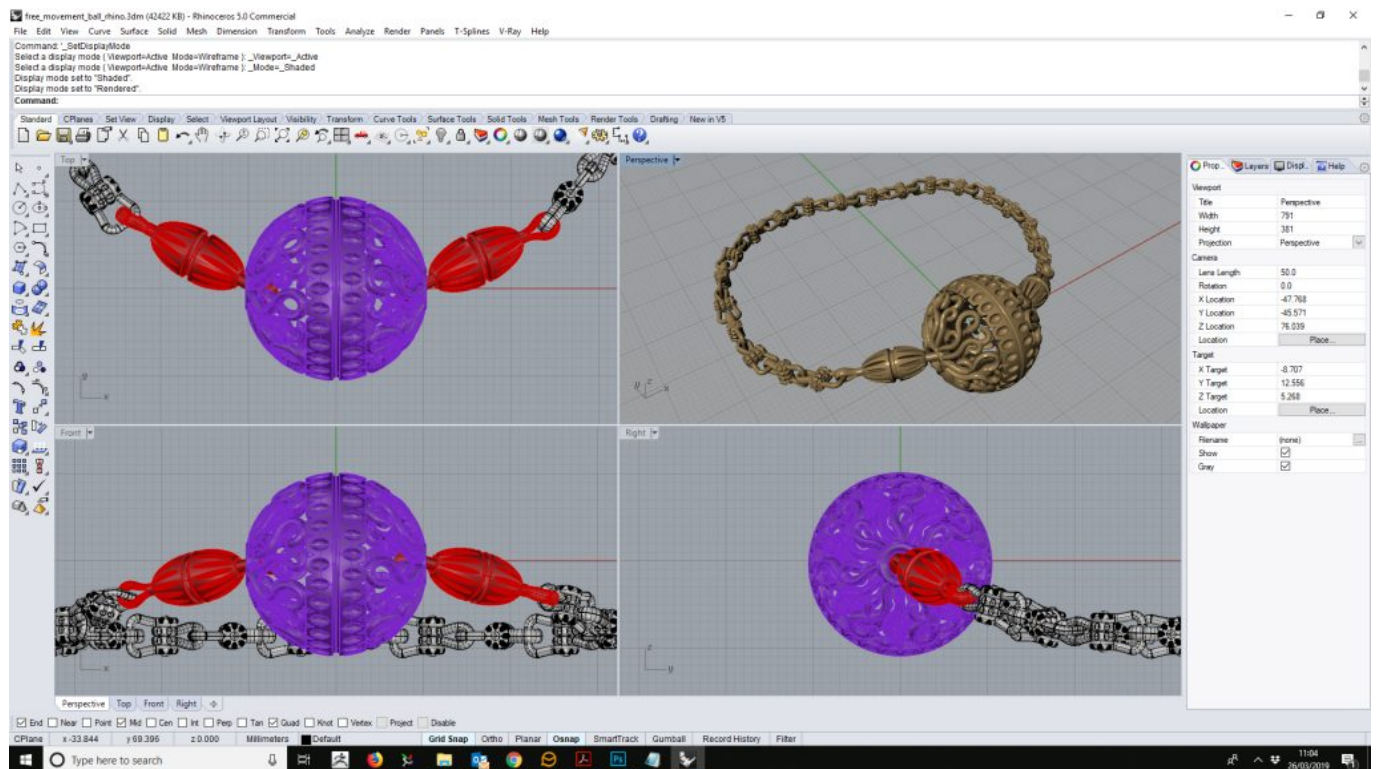 free_movement_ball_rhino.3dm (42422 KB) - Rhinoceros 5.0 Commercial
File Edit View Curve Surface Solid Mesh Dimension Transform Tools Analyze Render Panels T-Splines V-Ray Help
Command: '_SetDisplayMode
Select a display mode ( Viewport=Active Mode=Wireframe ): _Viewport=_Active
Select a display mode ( Viewport=Active Mode=Wireframe ): _Mode=_Shaded
Display mode set to "Shaded".
Display mode set to "Rendered".
Command:
Standard CPlanes Set View Display Select Viewport Layout Visibility Transform Curve Tools Surface Tools Solid Tools Mesh Tools Render Tools Drafting New in V5
Top
Perspective
Prop... Layers Displ.. Help
Viewport
Title Perspective
Width 791
Height 381
Projection Perspective
Camera
Lens Length 50.0
Rotation 0.0
X Location -47.768
Y Location -45.571
Z Location 76.039
Location Place...
Target
X Target -8.707
Y Target 12.556
Z Target 5.268
Location Place...
Wallpaper
Filename (none) ...
Show
Gray
y
x
y z x
Front
Right
z
x
z
y
Perspective Top Front Right
End Near Point Mid Cen Int Perp Tan Quad Knot Vertex Project Disable
CPlane x -33.844 y 69.396 z 0.000 Millimeters Default Grid Snap Ortho Planar Osnap SmartTrack Gumball Record History Filter
Type here to search
11:04
26/03/2019